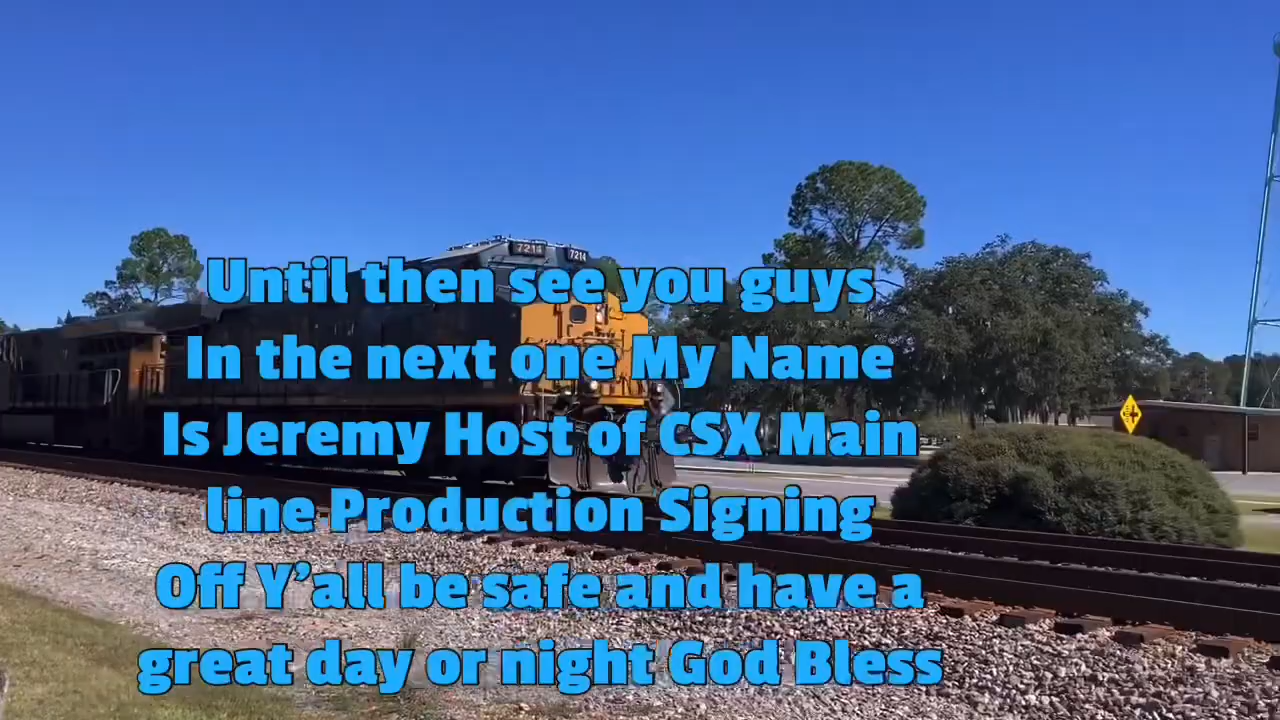 7214
7214
Until then see you guys
In the next one My Name
Is Jeremy Host of CSX Main
line Production Signing
Off Y'all be safe and have a
great day or night God Bless